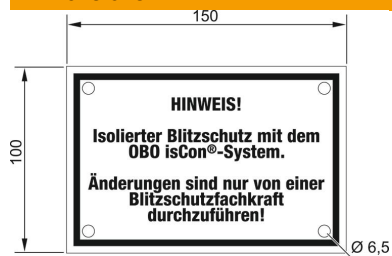 150
100
HINWEIS!
Isolierter Blitzschutz mit dem
OBO isCon®-System.
Änderungen sind nur von einer
Blitzschutzfachkraft
durchzuführen!
Ø 6,5